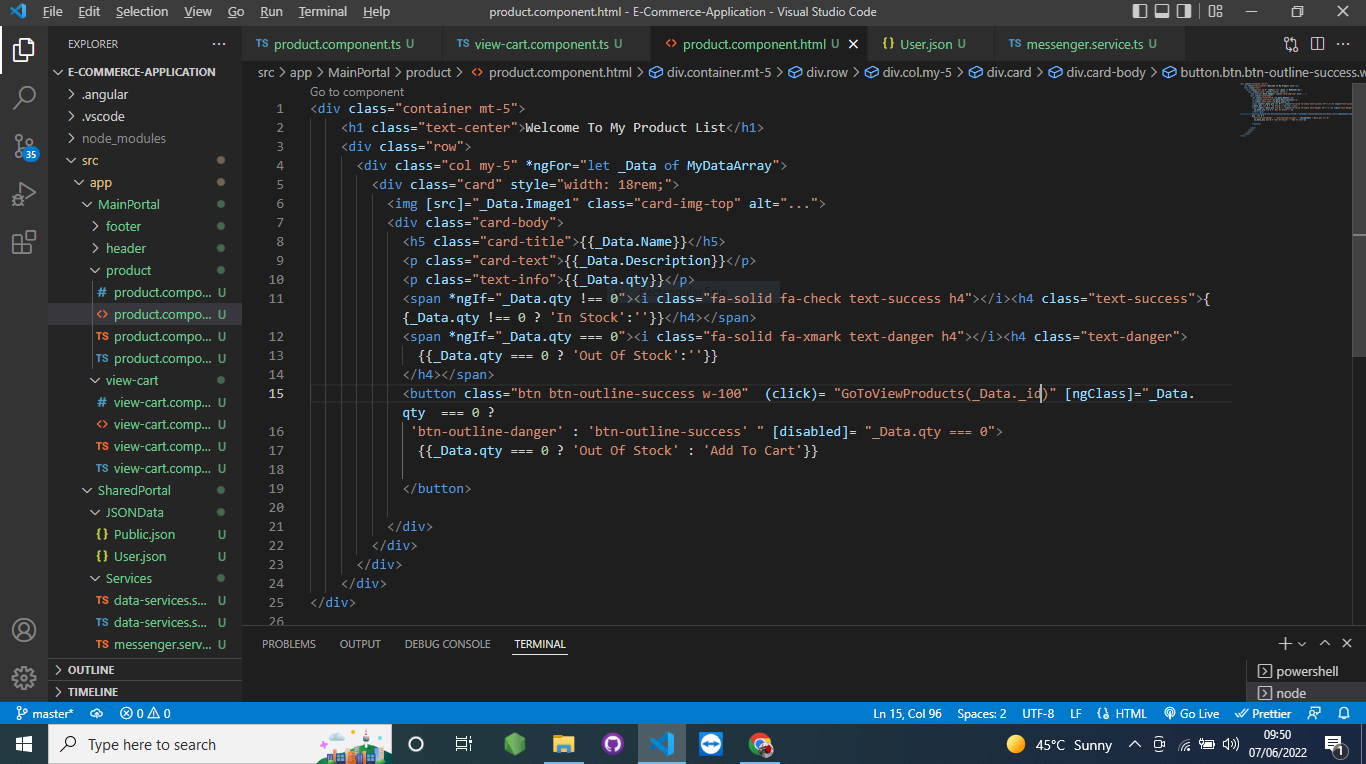 File Edit Selection View Go Run Terminal Help product.component.html - E-Commerce-Application - Visual Studio Code
EXPLORER
TS product.component.ts U TS view-cart.component.ts U <> product.component.html U {} User.json U TS messenger.service.ts U
E-COMMERCE-APPLICATION
src > app > MainPortal > product > <> product.component.html > div.container.mt-5 > div.row > div.col.my-5 > div.card > div.card-body > button.btn.btn-outline-success.w
.angular
.vscode
node_modules
src
app
MainPortal
footer
header
product
# product.compo... U
<> product.compo... U
TS product.compo... U
TS product.compo... U
view-cart
# view-cart.comp... U
<> view-cart.comp... U
TS view-cart.comp... U
TS view-cart.comp... U
SharedPortal
JSONData
{} Public.json U
{} User.json U
Services
TS data-services.s... U
TS data-services.s... U
TS messenger.serv... U
OUTLINE
TIMELINE
35
Go to component
1 <div class="container mt-5">
2 <h1 class="text-center">Welcome To My Product List</h1>
3 <div class="row">
4 <div class="col my-5" *ngFor="let _Data of MyDataArray">
5 <div class="card" style="width: 18rem;">
6 <img [src]="_Data.Image1" class="card-img-top" alt="...">
7 <div class="card-body">
8 <h5 class="card-title">{{_Data.Name}}</h5>
9 <p class="card-text">{{_Data.Description}}</p>
10 <p class="text-info">{{_Data.qty}}</p>
11 <span *ngIf="_Data.qty !== 0"><i class="fa-solid fa-check text-success h4"></i><h4 class="text-success">{
{_Data.qty !== 0 ? 'In Stock':''}}</h4></span>
12 <span *ngIf="_Data.qty === 0"><i class="fa-solid fa-xmark text-danger h4"></i><h4 class="text-danger">
13 {{_Data.qty === 0 ? 'Out Of Stock':''}}
14 </h4></span>
15 <button class="btn btn-outline-success w-100" (click)= "GoToViewProducts(_Data._id)" [ngClass]="_Data.
qty === 0 ?
16 'btn-outline-danger' : 'btn-outline-success' " [disabled]= "_Data.qty === 0">
17 {{_Data.qty === 0 ? 'Out Of Stock' : 'Add To Cart'}}
18
19 </button>
20
21 </div>
22 </div>
23 </div>
24 </div>
25 </div>
26
PROBLEMS OUTPUT DEBUG CONSOLE TERMINAL
powershell
node
master* 0 0 Ln 15, Col 96 Spaces: 2 UTF-8 LF HTML Go Live Prettier
Type here to search
45°C Sunny
09:50
07/06/2022
1